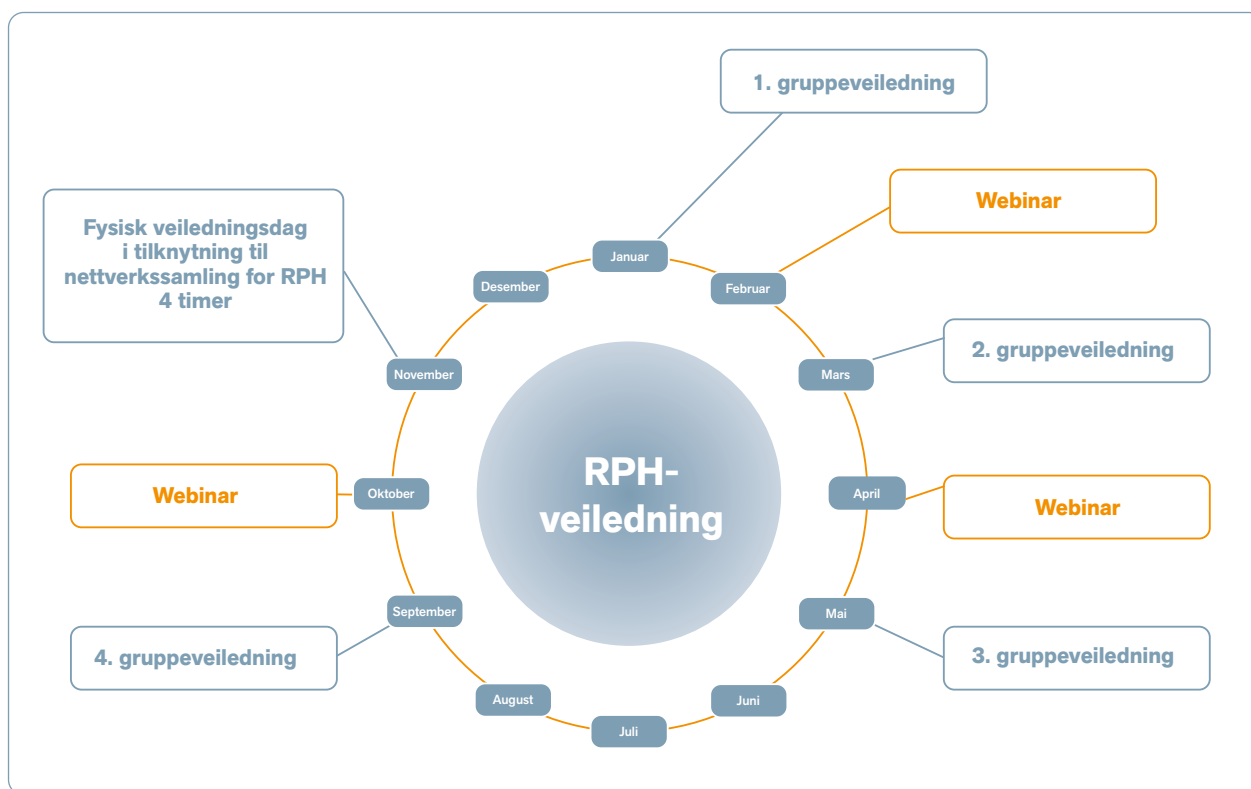 1. gruppeveiledning
Webinar
Fysisk veiledningsdag
i tilknytning til
nettverkssamling for RPH
4 timer
Januar
Desember
Februar
2. gruppeveiledning
November
Mars
RPH-
veiledning
Webinar
Oktober
April
Webinar
September
Mai
4. gruppeveiledning
3. gruppeveiledning
August
Juni
Juli